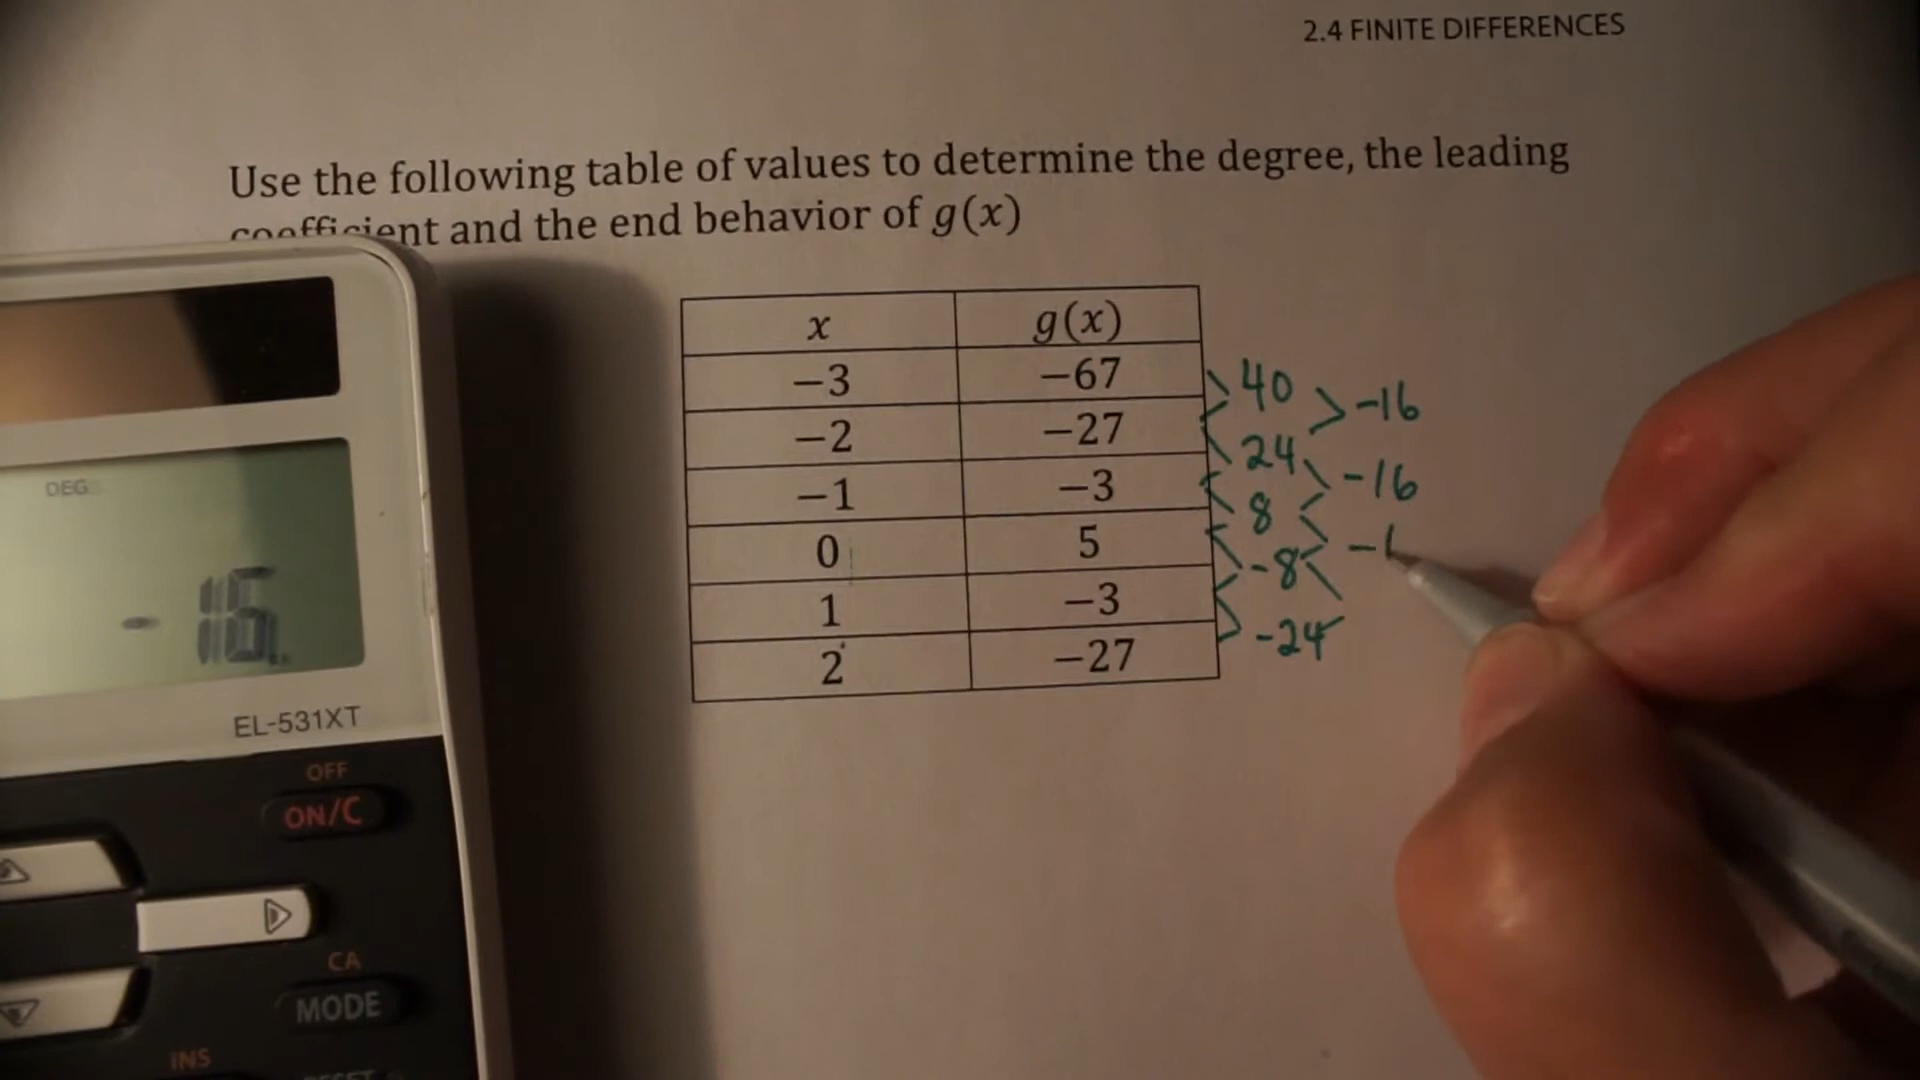 2.4 FINITE DIFFERENCES
Use the following table of values to determine the degree, the leading
coefficient and the end behavior of g(x)
x g(x)
−3 −67
−2 −27
−1 −3
0 5
1 −3
2 −27
40
24
8
-8
-24
-16
-16
DEG
- 16.
EL-531XT
OFF
ON/C
CA
MODE
INS